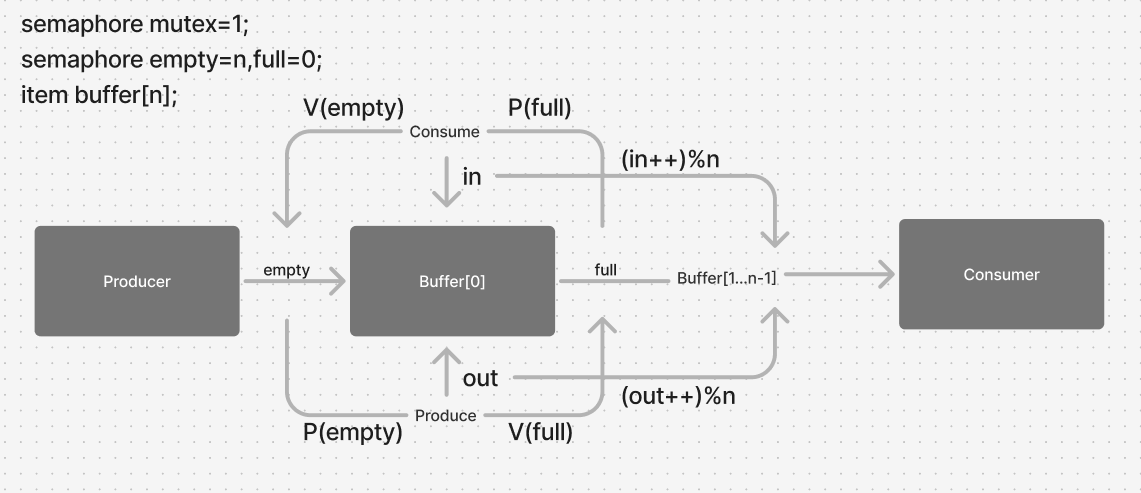 semaphore mutex=1;
semaphore empty=n,full=0;
item buffer[n];
V(empty)
Consume
P(full)
(in++)%n
in
Producer
empty
Buffer[0]
full
Buffer[1...n-1]
Consumer
out
(out++)%n
Produce
P(empty)
V(full)